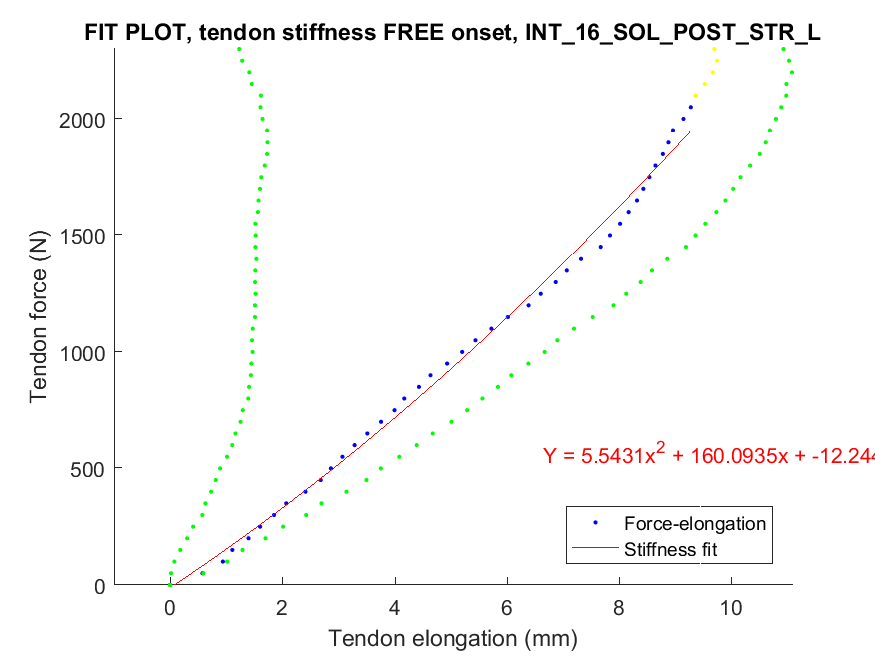 FIT PLOT, tendon stiffness FREE onset, INT_16_SOL_POST_STR_L
Tendon force (N)
2000
1500
1000
500
0
Y = 5.5431x² + 160.0935x + -12.244
Force-elongation
Stiffness fit
0 2 4 6 8 10
Tendon elongation (mm)